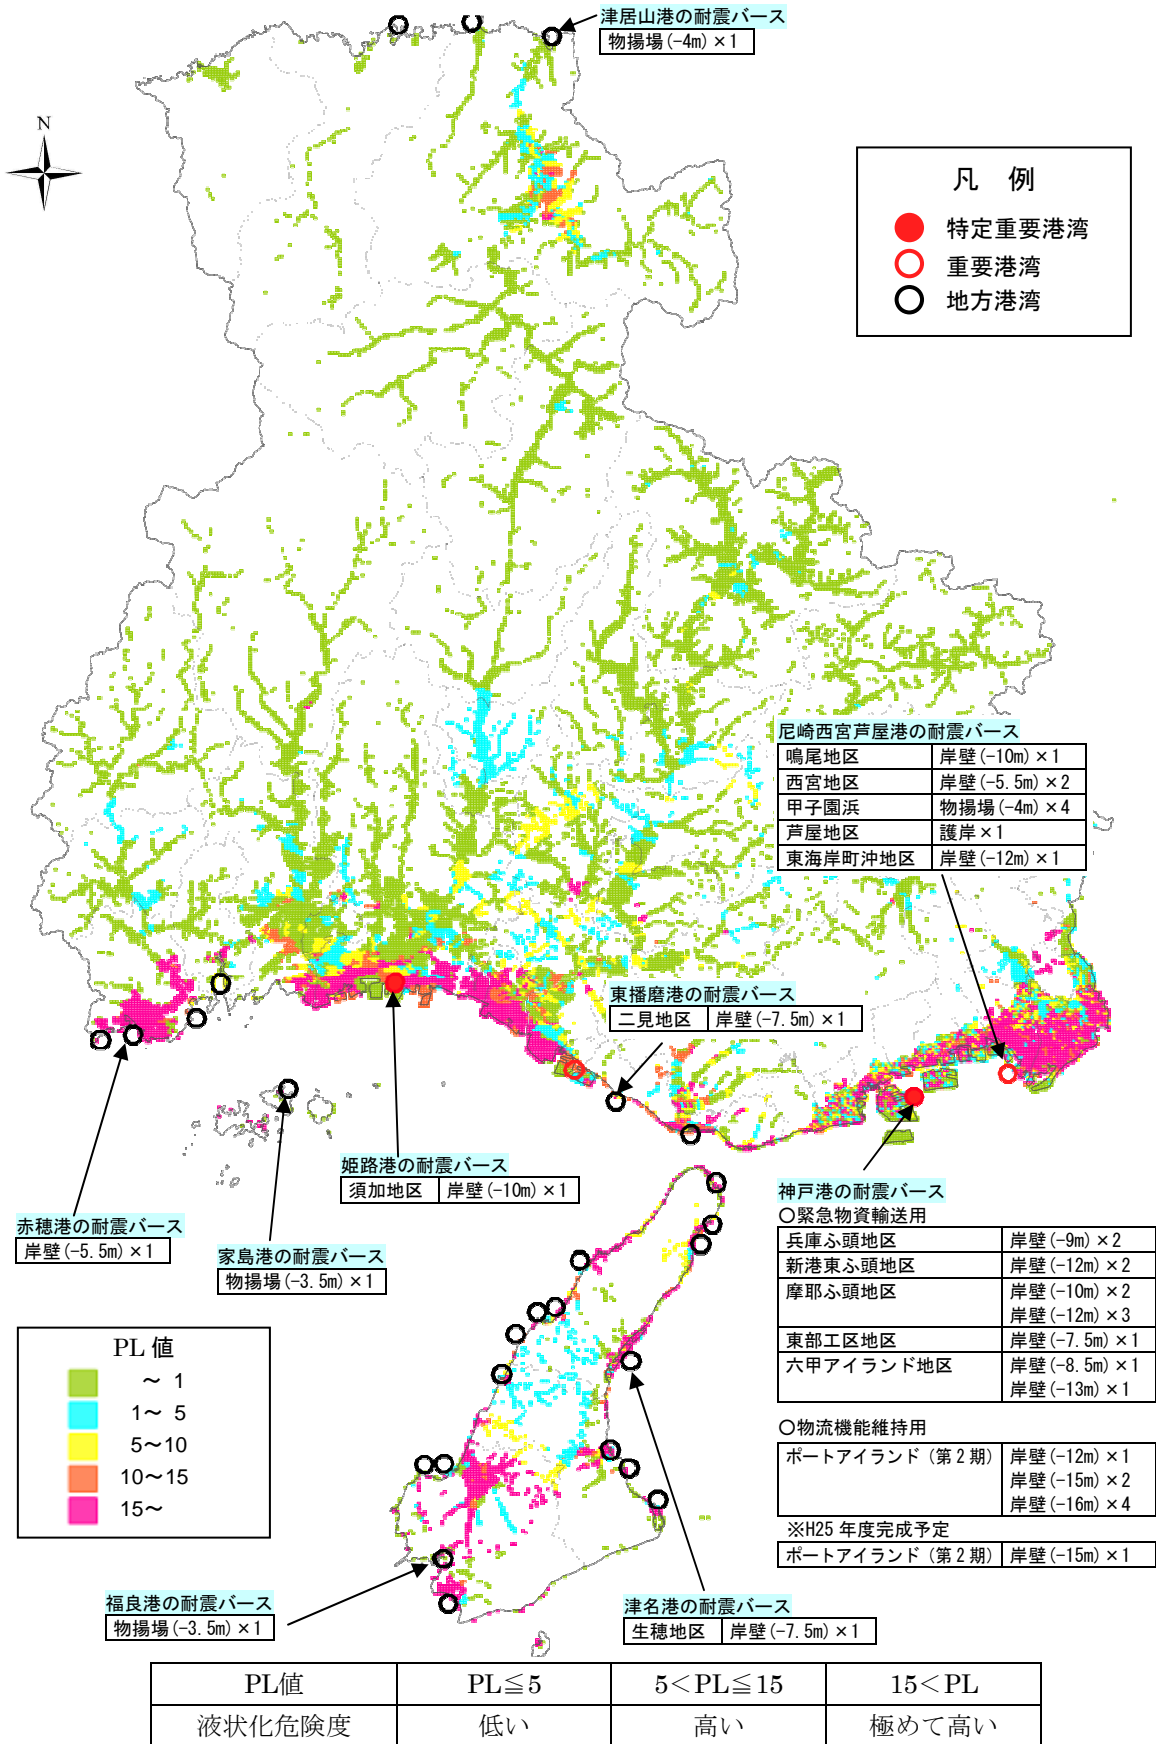 津居山港の耐震バース
物揚場(-4m)×1
N
凡 例
特定重要港湾
重要港湾
地方港湾
尼崎西宮芦屋港の耐震バース
鳴尾地区 岸壁(-10m)×1
西宮地区 岸壁(-5.5m)×2
甲子園浜 物揚場(-4m)×4
芦屋地区 護岸×1
東海岸町沖地区 岸壁(-12m)×1
東播磨港の耐震バース
二見地区 岸壁(-7.5m)×1
姫路港の耐震バース
須加地区 岸壁(-10m)×1
赤穂港の耐震バース
岸壁(-5.5m)×1
家島港の耐震バース
物揚場(-3.5m)×1
神戸港の耐震バース
○緊急物資輸送用
兵庫ふ頭地区 岸壁(-9m)×2
新港東ふ頭地区 岸壁(-12m)×2
摩耶ふ頭地区 岸壁(-10m)×2
岸壁(-12m)×3
東部工区地区 岸壁(-7.5m)×1
六甲アイランド地区 岸壁(-8.5m)×1
岸壁(-13m)×1
○物流機能維持用
ポートアイランド(第2期) 岸壁(-12m)×1
岸壁(-15m)×2
岸壁(-16m)×4
※H25年度完成予定
ポートアイランド(第2期) 岸壁(-15m)×1
PL値
～ 1
1～ 5
5～10
10～15
15～
福良港の耐震バース
物揚場(-3.5m)×1
津名港の耐震バース
生穂地区 岸壁(-7.5m)×1
PL値 PL≦5 5＜PL≦15 15＜PL
液状化危険度 低い 高い 極めて高い